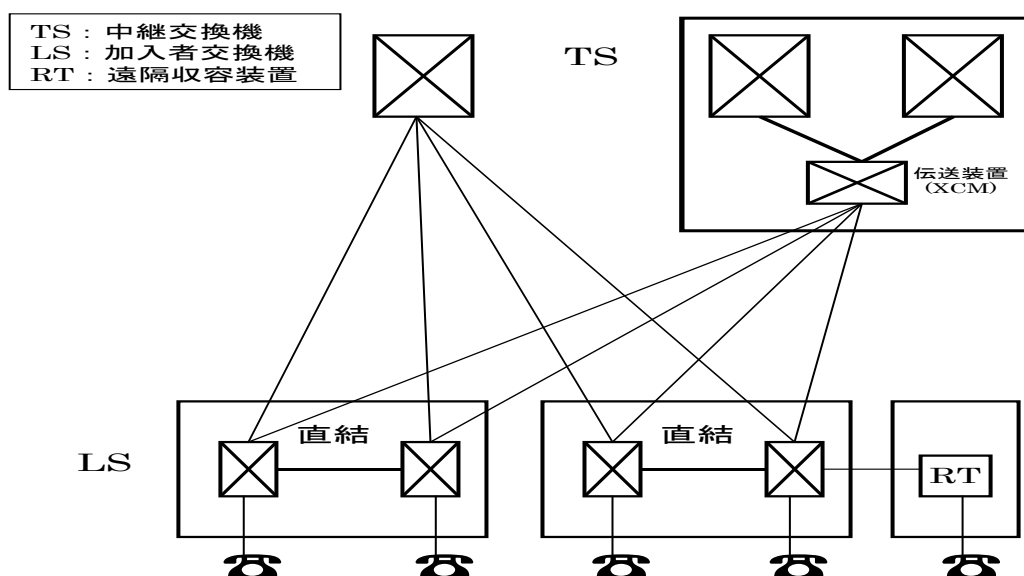 TS : 中継交換機
LS : 加入者交換機
RT : 遠隔収容装置
TS
伝送装置
(XCM)
直結
直結
LS
RT